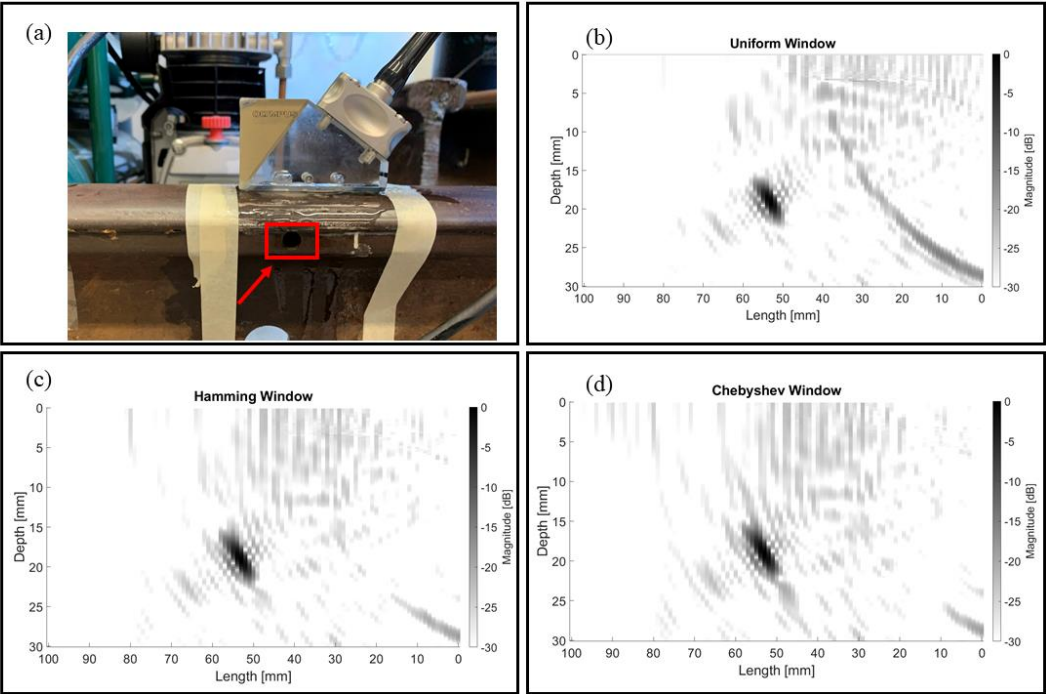 (a)
OLYMPUS
(b)
Uniform Window
0
5
10
15
20
25
30
Depth [mm]
100 90 80 70 60 50 40 30 20 10 0
Length [mm]
0
-5
-10
-15
-20
-25
-30
Magnitude [dB]
(c)
Hamming Window
0
5
10
15
20
25
30
Depth [mm]
100 90 80 70 60 50 40 30 20 10 0
Length [mm]
0
-5
-10
-15
-20
-25
-30
Magnitude [dB]
(d)
Chebyshev Window
0
5
10
15
20
25
30
Depth [mm]
100 90 80 70 60 50 40 30 20 10 0
Length [mm]
0
-5
-10
-15
-20
-25
-30
Magnitude [dB]